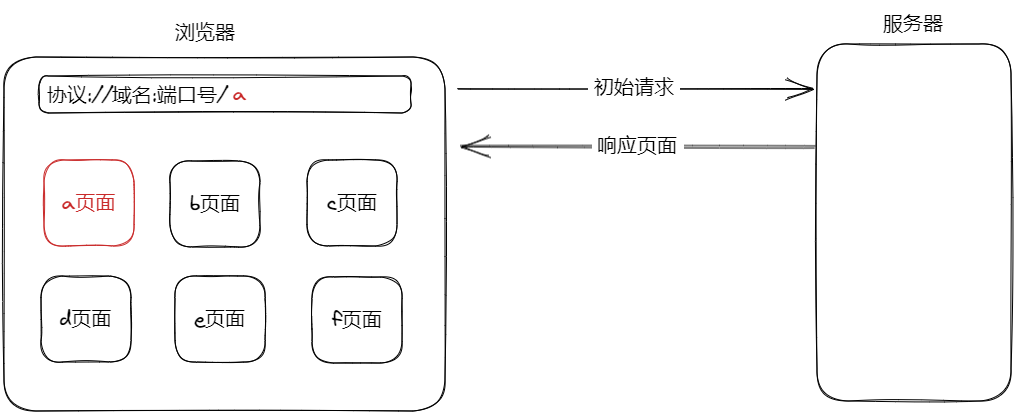 浏览器
服务器
协议://域名:端口号/a
初始请求
响应页面
a页面
b页面
c页面
d页面
e页面
f页面